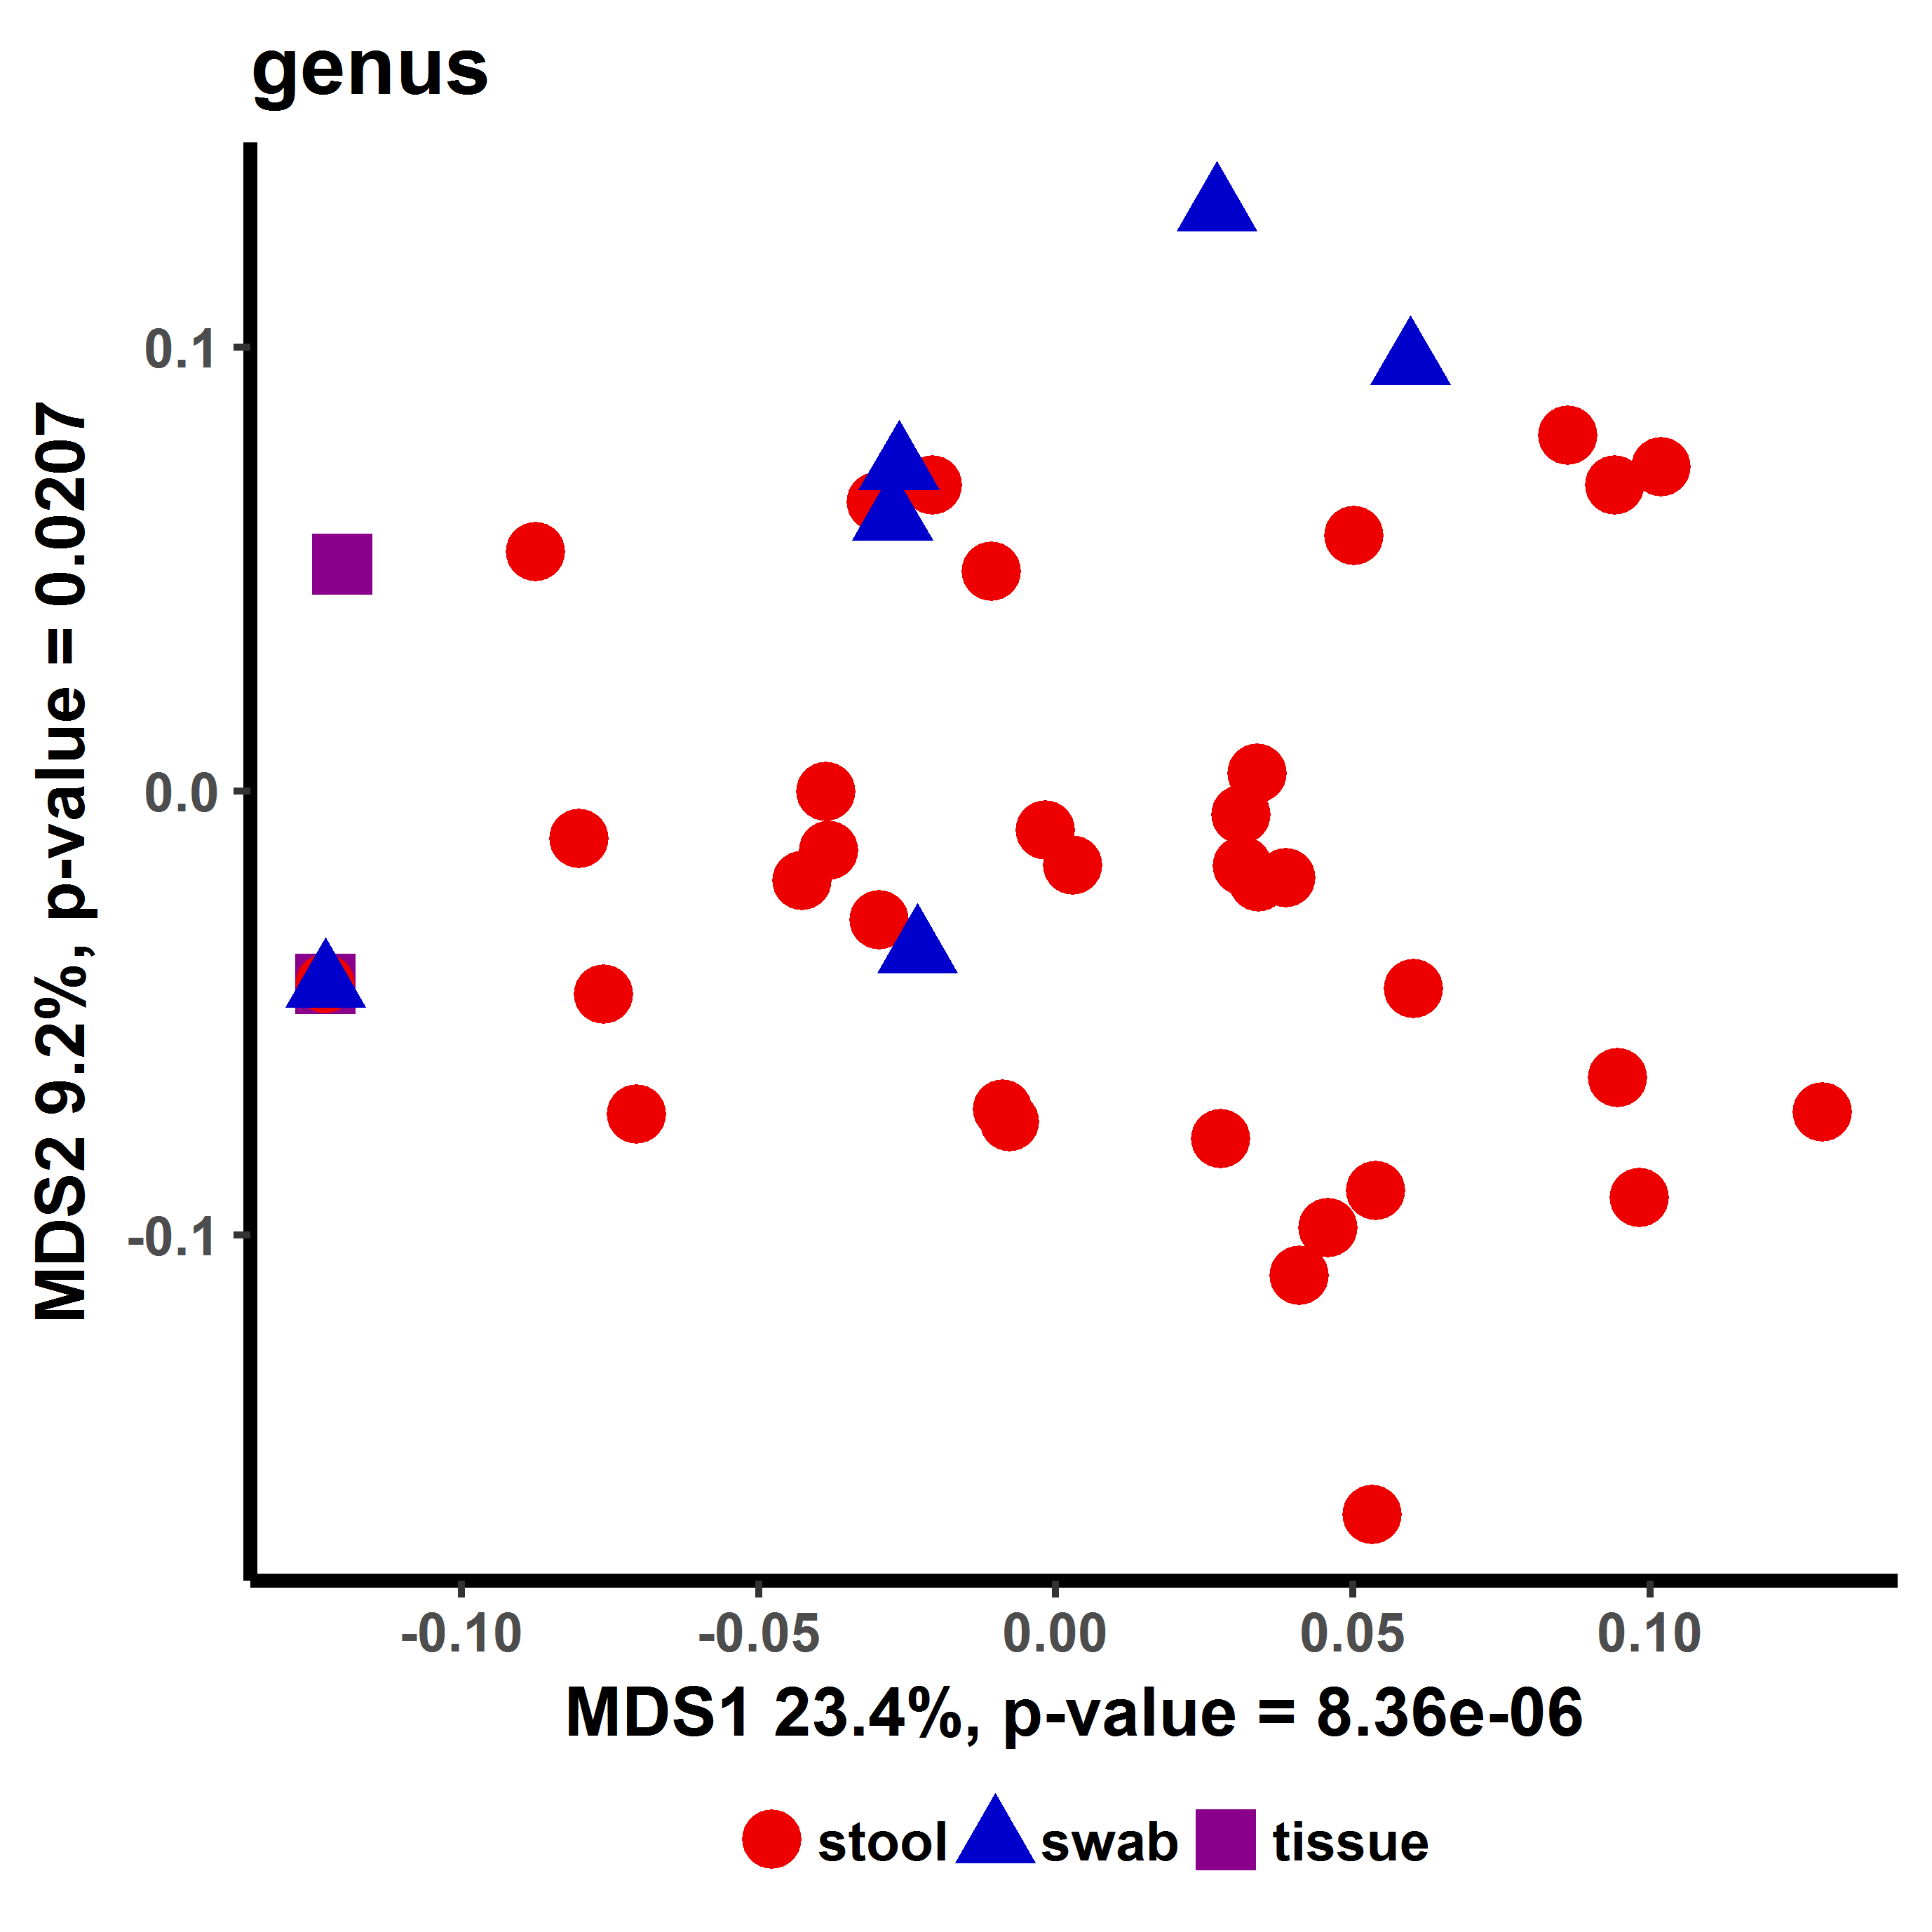 genus
MDS2 9.2%, p-value = 0.0207
0.1
0.0
-0.1
-0.10 -0.05 0.00 0.05 0.10
MDS1 23.4%, p-value = 8.36e-06
stool swab tissue